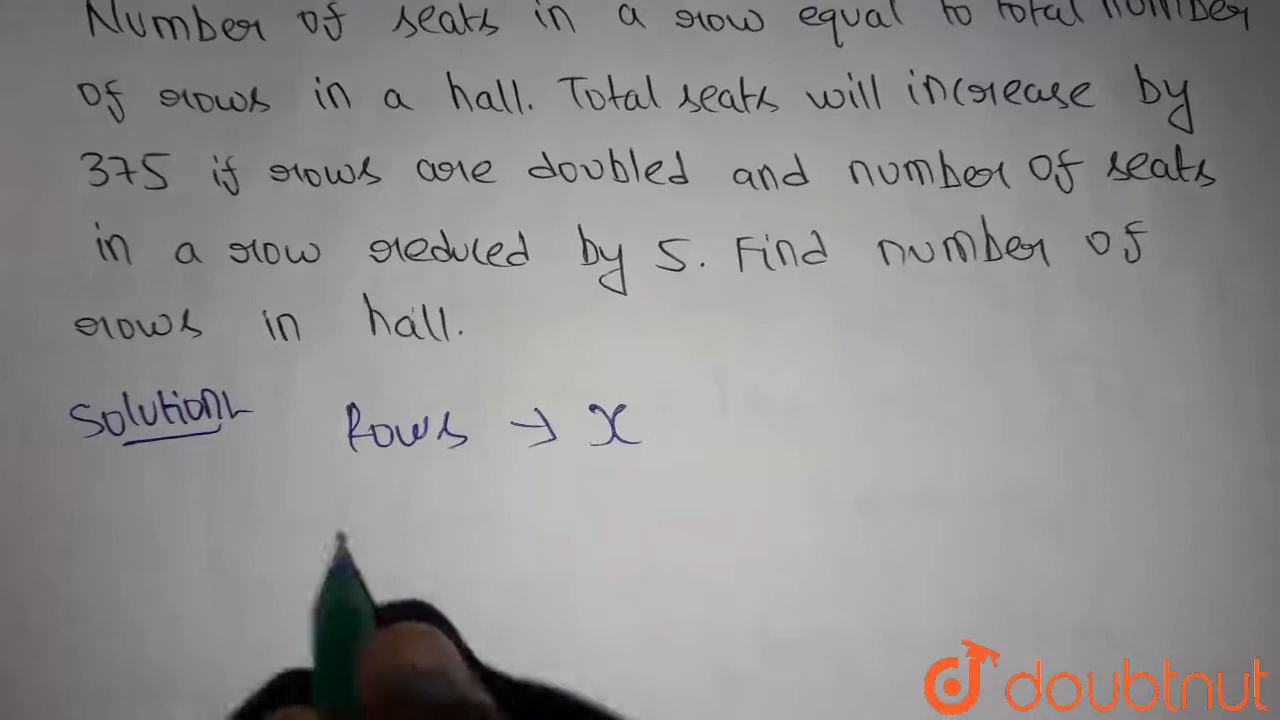 Number of seats in a row equal to total number
of rows in a hall. Total seats will increase by
375 if rows are doubled and number of seats
in a row reduced by 5. Find number of
rows in hall.
Solution:-
Rows → x
doubtnut